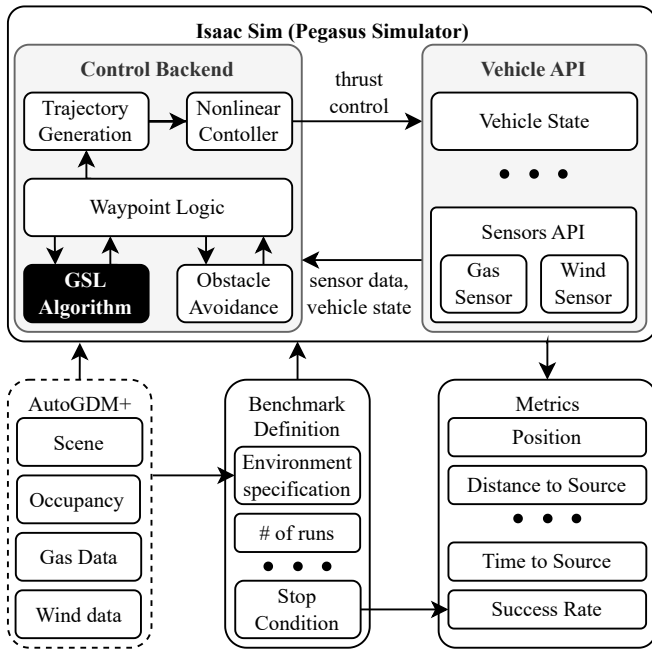 Isaac Sim (Pegasus Simulator)
Control Backend
Trajectory
Generation
Nonlinear
Contoller
Waypoint Logic
GSL
Algorithm
Obstacle
Avoidance
thrust
control
sensor data,
vehicle state
Vehicle API
Vehicle State
Sensors API
Gas
Sensor
Wind
Sensor
AutoGDM+
Scene
Occupancy
Gas Data
Wind data
Benchmark
Definition
Environment
specification
# of runs
Stop
Condition
Metrics
Position
Distance to Source
Time to Source
Success Rate